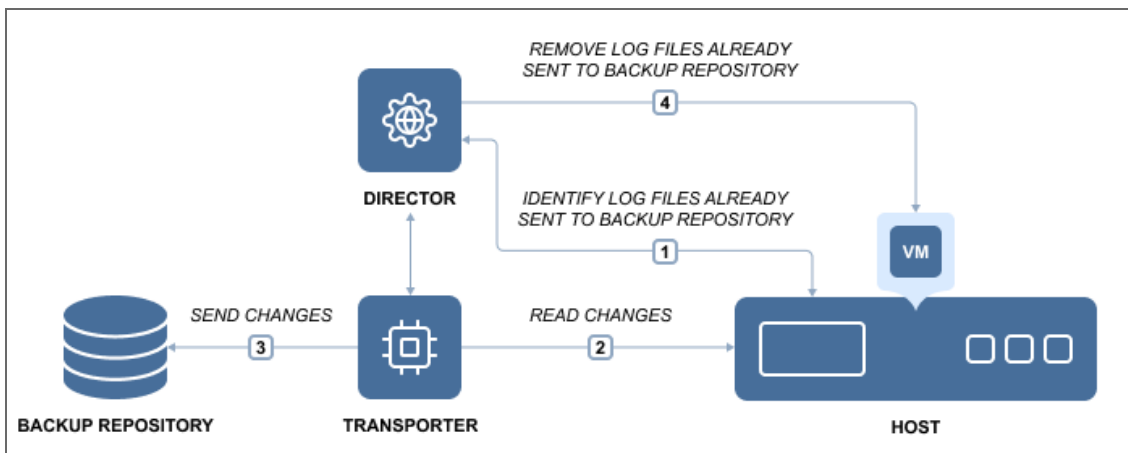 REMOVE LOG FILES ALREADY
SENT TO BACKUP REPOSITORY
4
DIRECTOR
IDENTIFY LOG FILES ALREADY
SENT TO BACKUP REPOSITORY
1
VM
SEND CHANGES
3
READ CHANGES
2
BACKUP REPOSITORY
TRANSPORTER
HOST